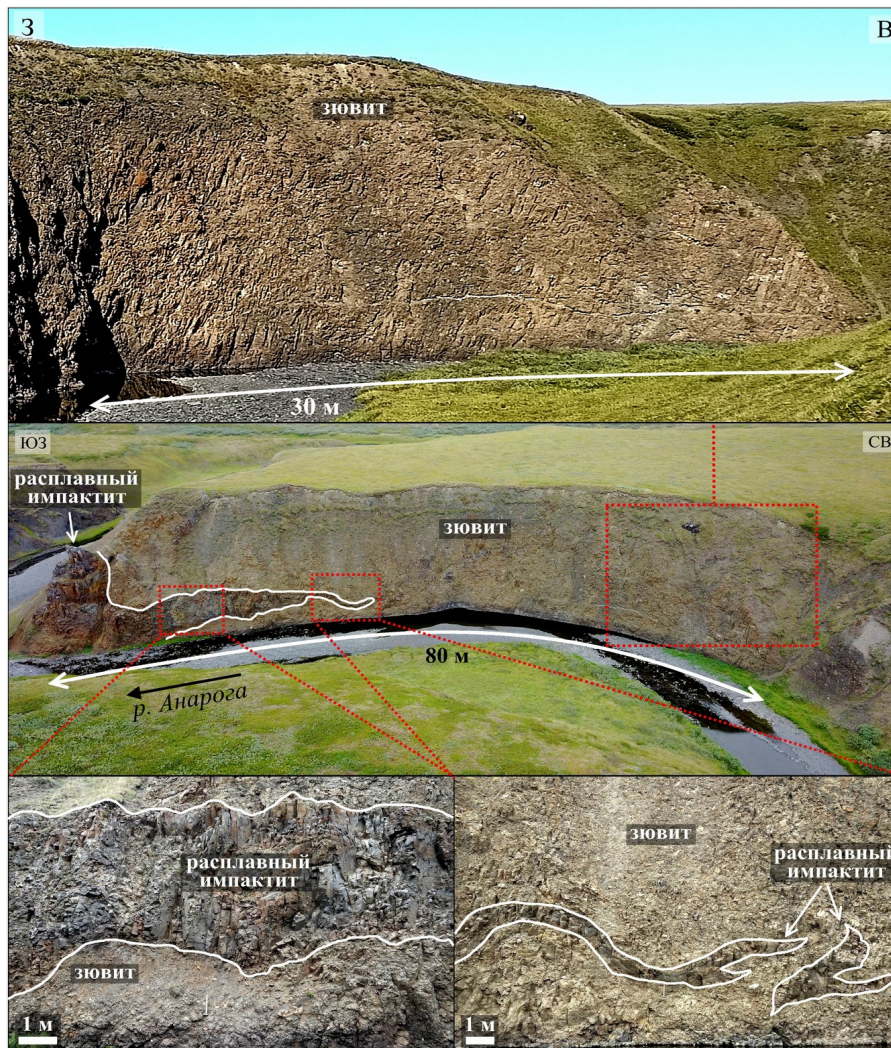 З
В
зювит
30 м
ЮЗ
СВ
расплавный
импактит
зювит
80 м
р. Анарога
расплавный
импактит
зювит
1 м
зювит
расплавный
импактит
1 м